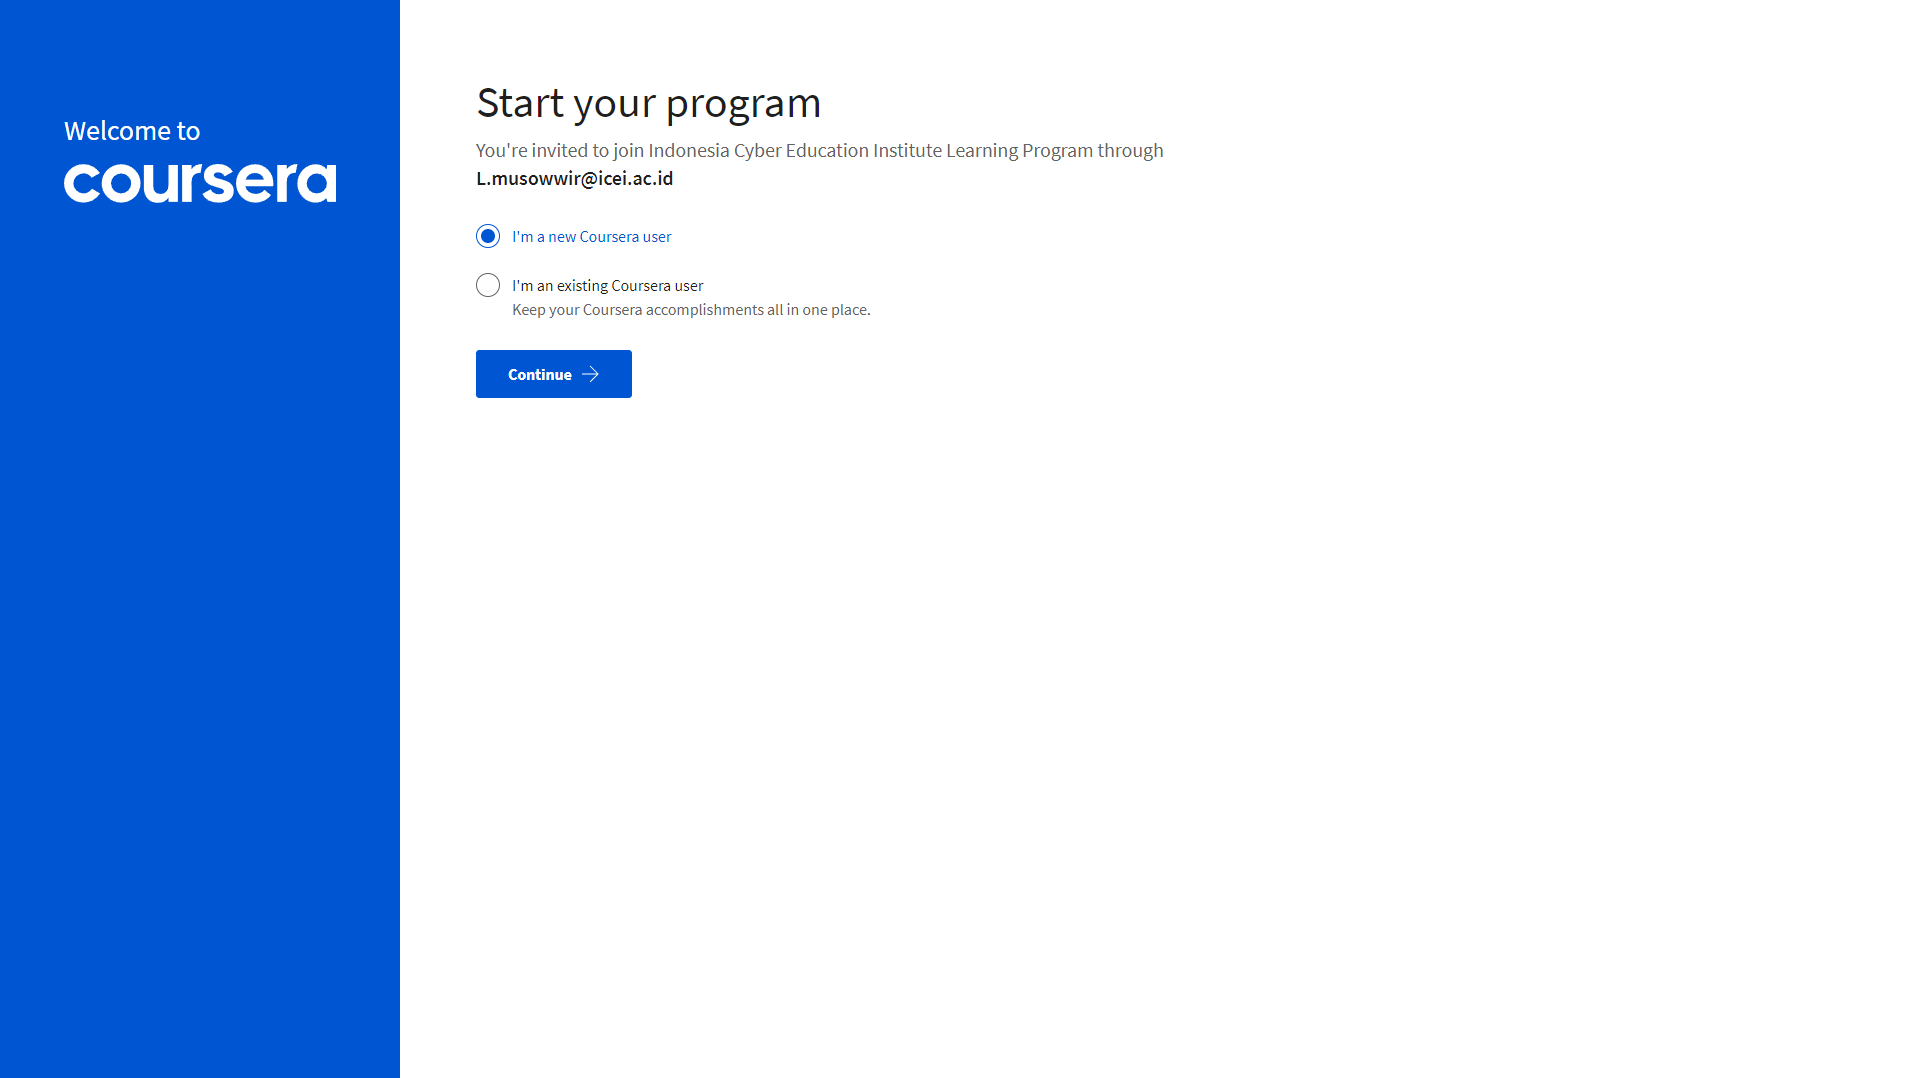 Welcome to
coursera
Start your program
You're invited to join Indonesia Cyber Education Institute Learning Program through
L.musowwir@icei.ac.id
I'm a new Coursera user
I'm an existing Coursera user
Keep your Coursera accomplishments all in one place.
Continue